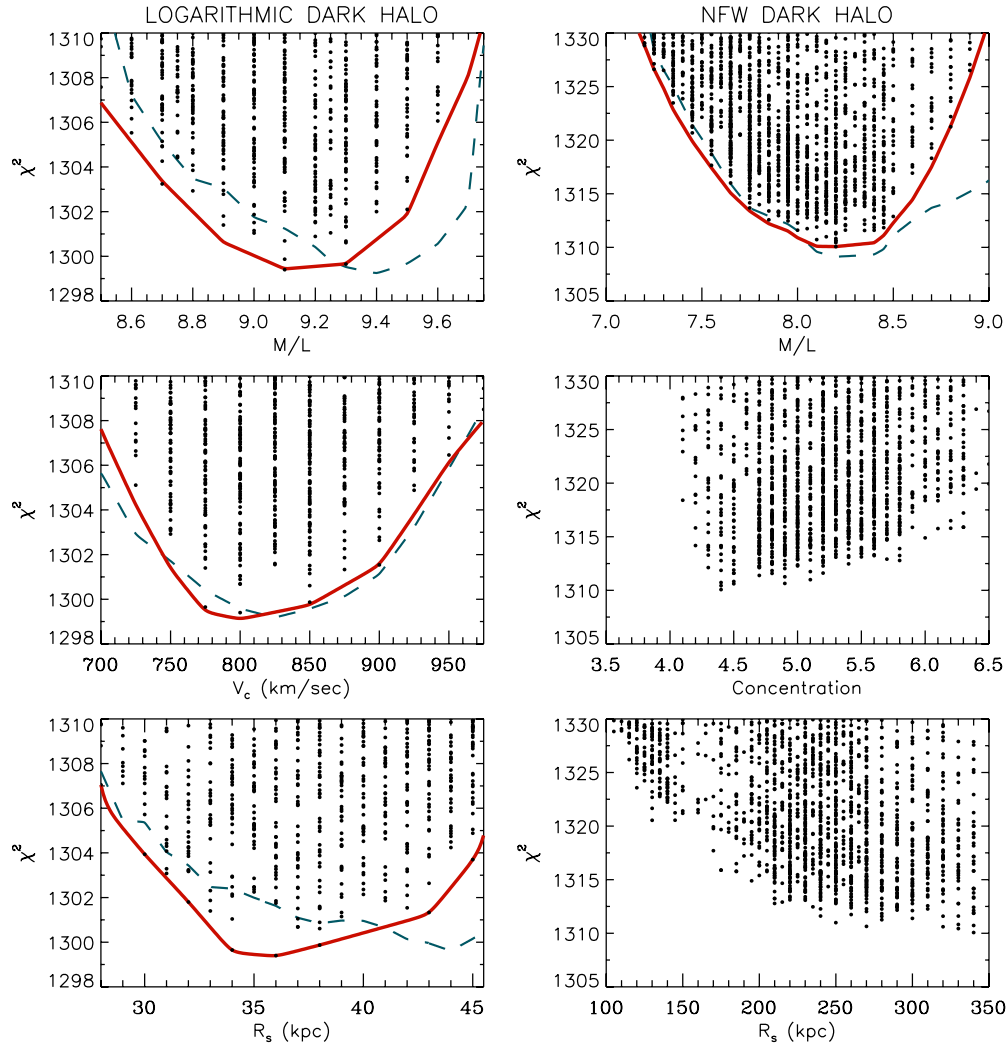 LOGARITHMIC DARK HALO
NFW DARK HALO
1310
1308
1306
1304
1302
1300
1298
χ²
8.6 8.8 9.0 9.2 9.4 9.6
M/L
1330
1325
1320
1315
1310
1305
χ²
7.0 7.5 8.0 8.5 9.0
M/L
1310
1308
1306
1304
1302
1300
1298
χ²
700 750 800 850 900 950
V_c (km/sec)
1330
1325
1320
1315
1310
1305
χ²
3.5 4.0 4.5 5.0 5.5 6.0 6.5
Concentration
1310
1308
1306
1304
1302
1300
1298
χ²
30 35 40 45
R_s (kpc)
1330
1325
1320
1315
1310
1305
χ²
100 150 200 250 300 350
R_s (kpc)